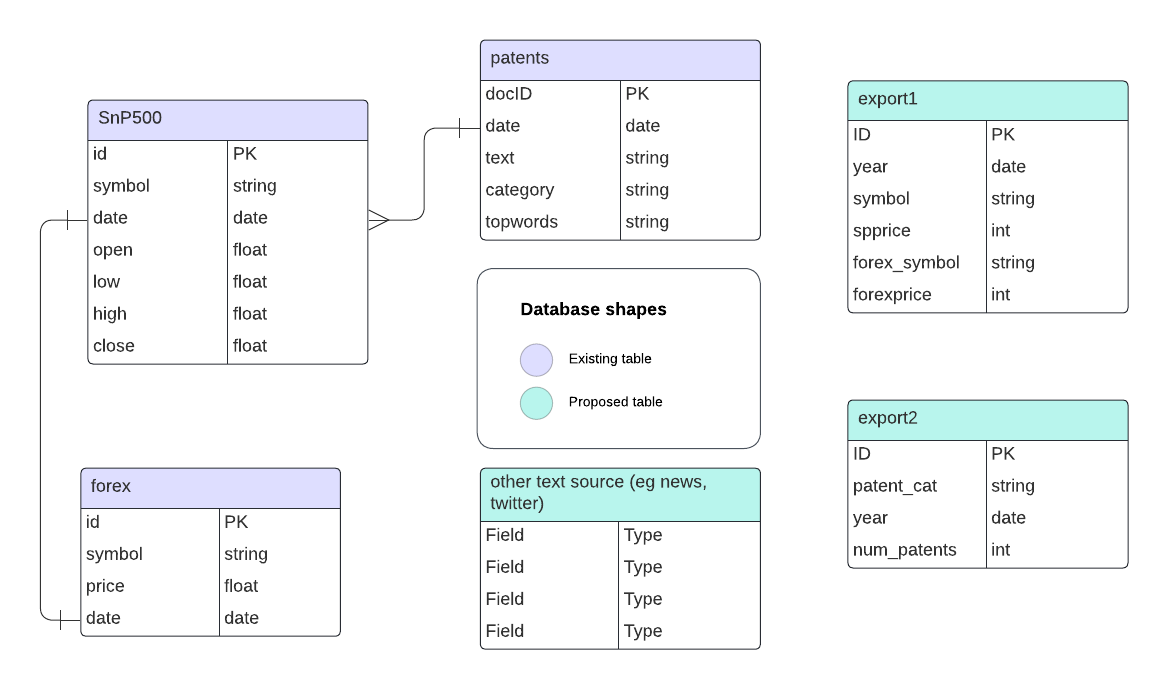 SnP500
id PK
symbol string
date date
open float
low float
high float
close float
patents
docID PK
date date
text string
category string
topwords string
export1
ID PK
year date
symbol string
spprice int
forex_symbol string
forexprice int
Database shapes
Existing table
Proposed table
forex
id PK
symbol string
price float
date date
other text source (eg news,
twitter)
Field Type
Field Type
Field Type
Field Type
export2
ID PK
patent_cat string
year date
num_patents int